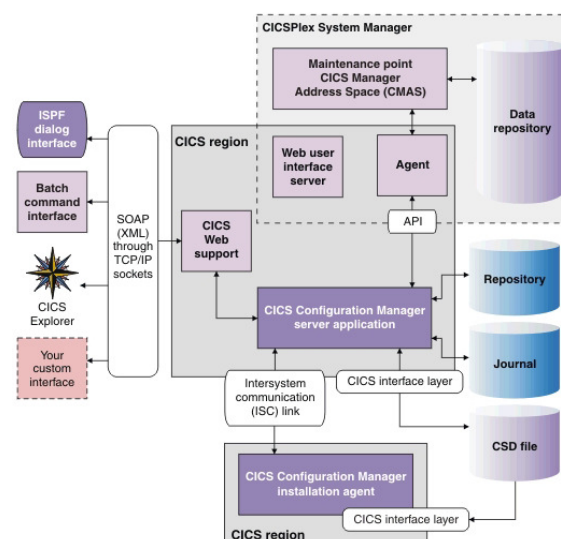 CICSPlex System Manager
Maintenance point
CICS Manager
Address Space (CMAS)
Data
repository
ISPF
dialog
interface
CICS region
Web user
interface
server
Agent
Batch
command
interface
SOAP
(XML)
through
TCP/IP
sockets
CICS
Web
support
API
CICS
Explorer
Repository
CICS Configuration Manager
server application
Your
custom
interface
Journal
Intersystem
communication
(ISC) link
CICS interface layer
CSD file
CICS Configuration Manager
installation agent
CICS interface layer
CICS region